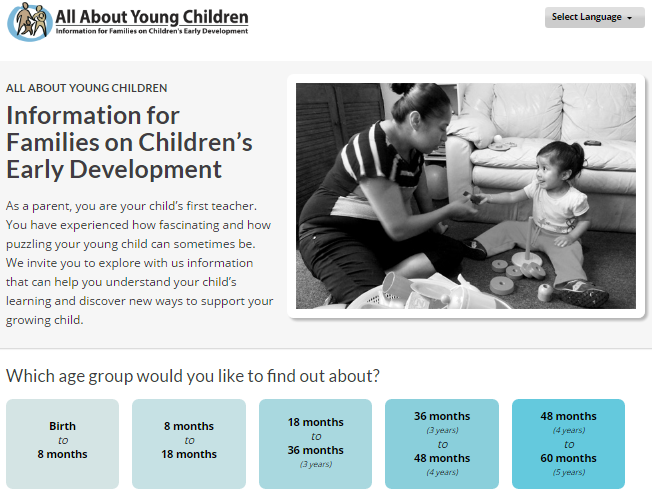 All About Young Children
Information for Families on Children's Early Development
Select Language
ALL ABOUT YOUNG CHILDREN
Information for
Families on Children’s
Early Development
As a parent, you are your child’s first teacher.
You have experienced how fascinating and how
puzzling your young child can sometimes be.
We invite you to explore with us information
that can help you understand your child’s
learning and discover new ways to support your
growing child.
Which age group would you like to find out about?
Birth
to
8 months
8 months
to
18 months
18 months
to
36 months
(3 years)
36 months
(3 years)
to
48 months
(4 years)
48 months
(4 years)
to
60 months
(5 years)